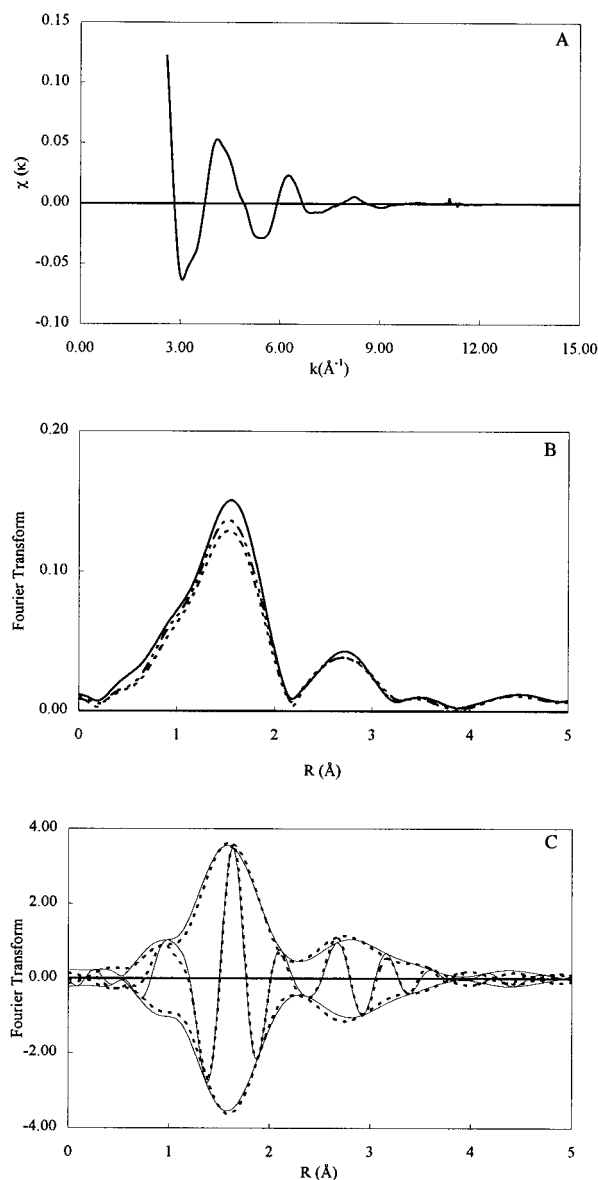 A
0.15
0.10
0.05
0.00
-0.05
-0.10
χ (κ)
0.00 3.00 6.00 9.00 12.00 15.00
k(Å⁻¹)
B
0.20
0.10
0.00
Fourier Transform
0 1 2 3 4 5
R (Å)
C
4.00
2.00
0.00
-2.00
-4.00
Fourier Transform
0 1 2 3 4 5
R (Å)